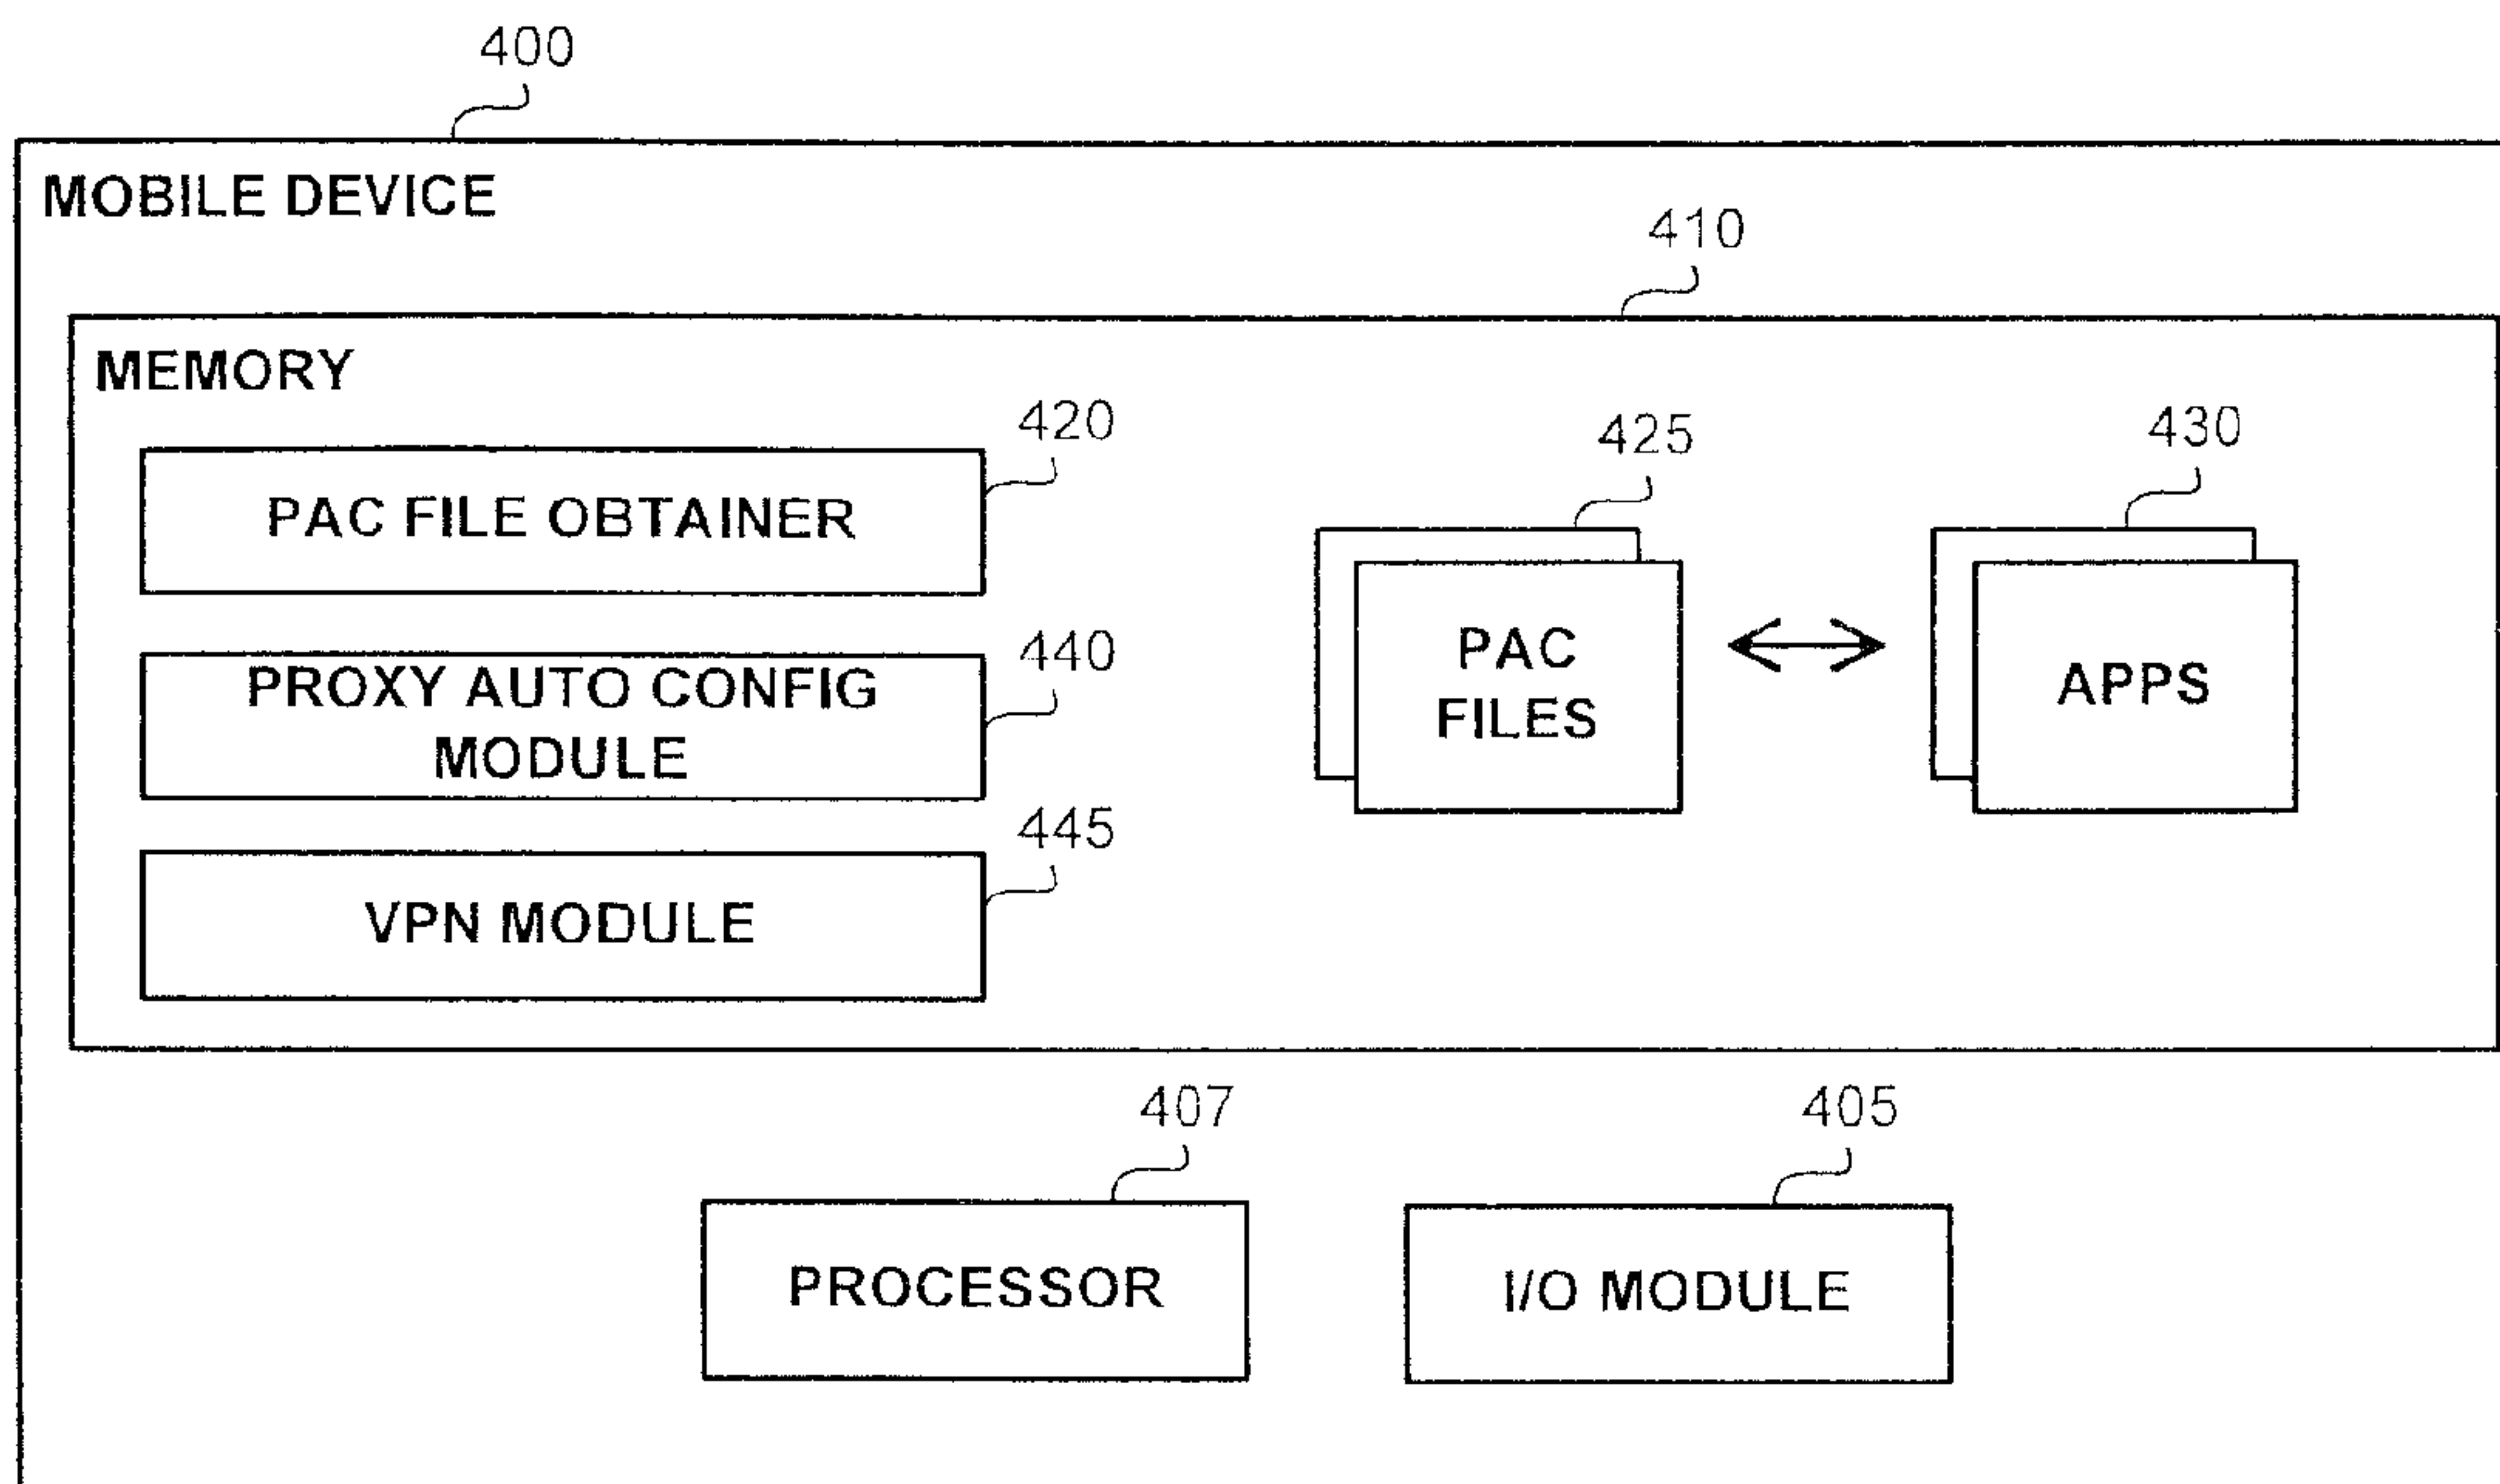 400
MOBILE DEVICE
410
MEMORY
420
PAC FILE OBTAINER
425
PAC
FILES
430
APPS
440
PROXY AUTO CONFIG
MODULE
445
VPN MODULE
407
PROCESSOR
405
I/O MODULE